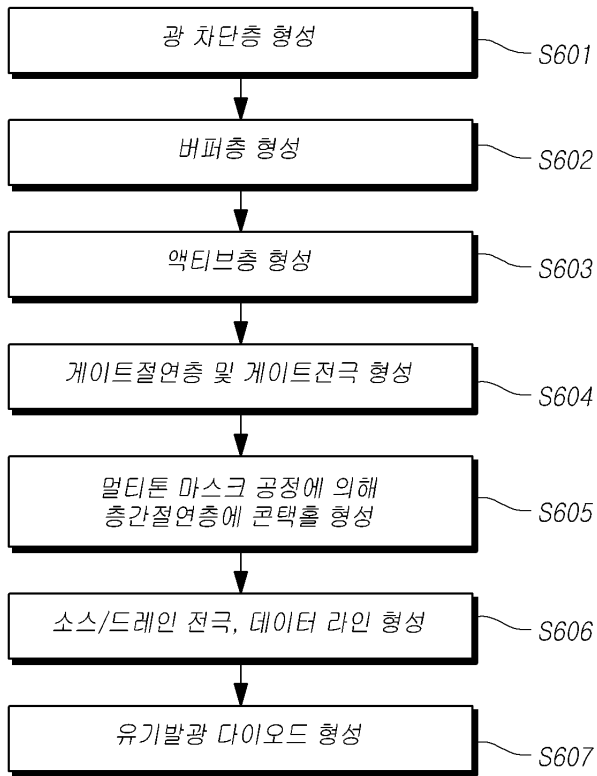 광 차단층 형성
S601
버퍼층 형성
S602
액티브층 형성
S603
게이트절연층 및 게이트전극 형성
S604
멀티톤 마스크 공정에 의해
층간절연층에 콘택홀 형성
S605
소스/드레인 전극, 데이터 라인 형성
S606
유기발광 다이오드 형성
S607